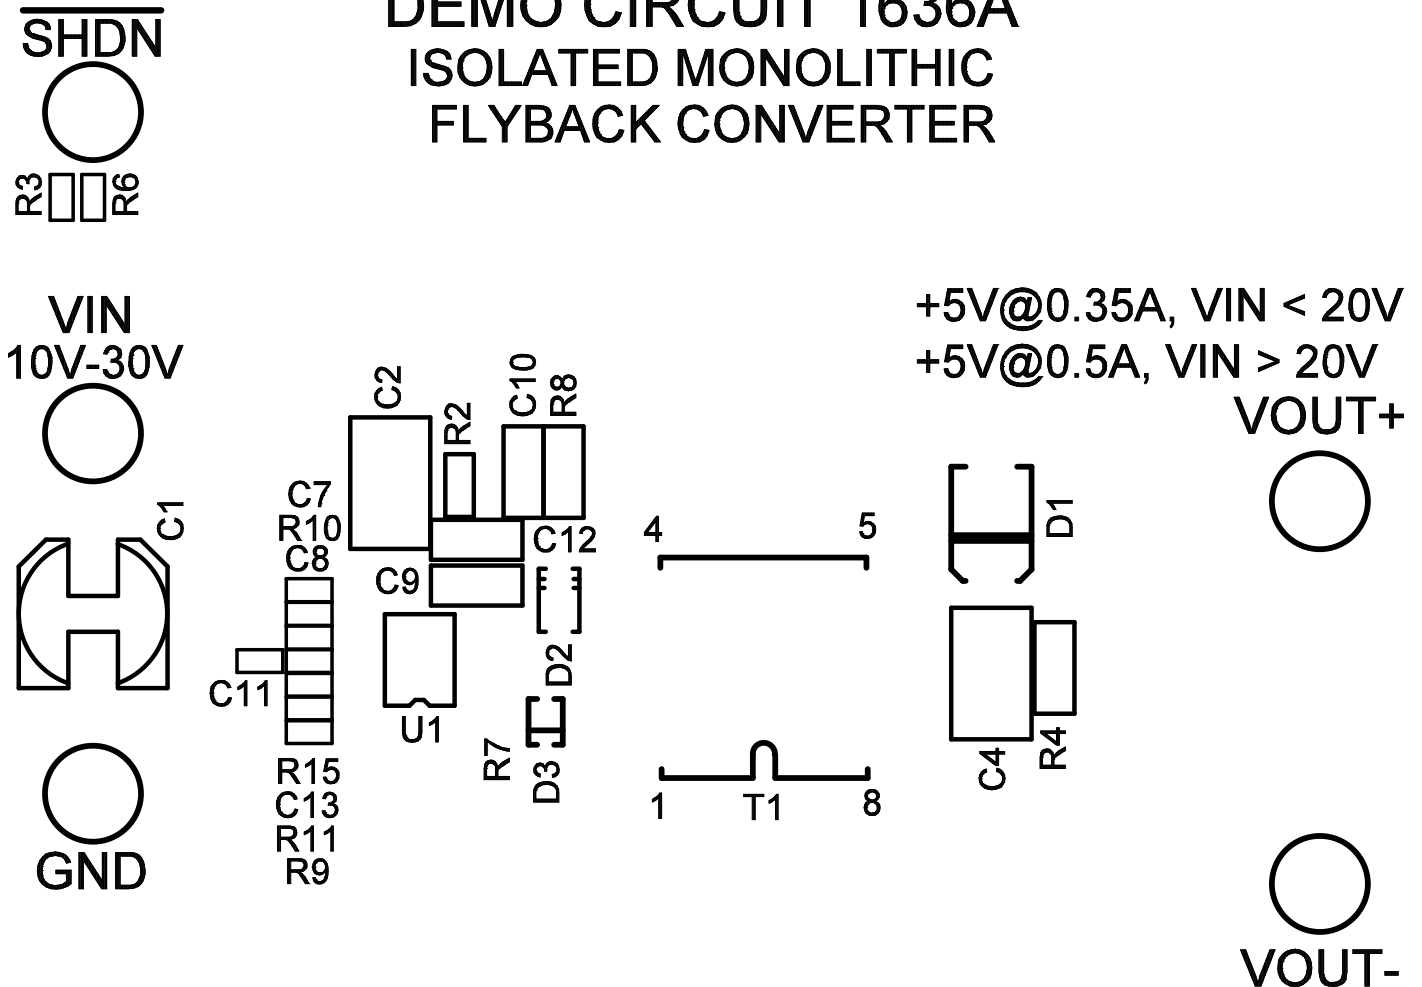 DEMO CIRCUIT 1636A
ISOLATED MONOLITHIC
FLYBACK CONVERTER
SHDN
R3
R6
VIN
10V-30V
+5V@0.35A, VIN < 20V
+5V@0.5A, VIN > 20V
VOUT+
C1
C2
R2
C10
R8
C7
R10
C8
C9
C12
4
5
D1
C11
U1
D2
R7
D3
1
T1
8
C4
R4
R15
C13
R11
R9
GND
VOUT-